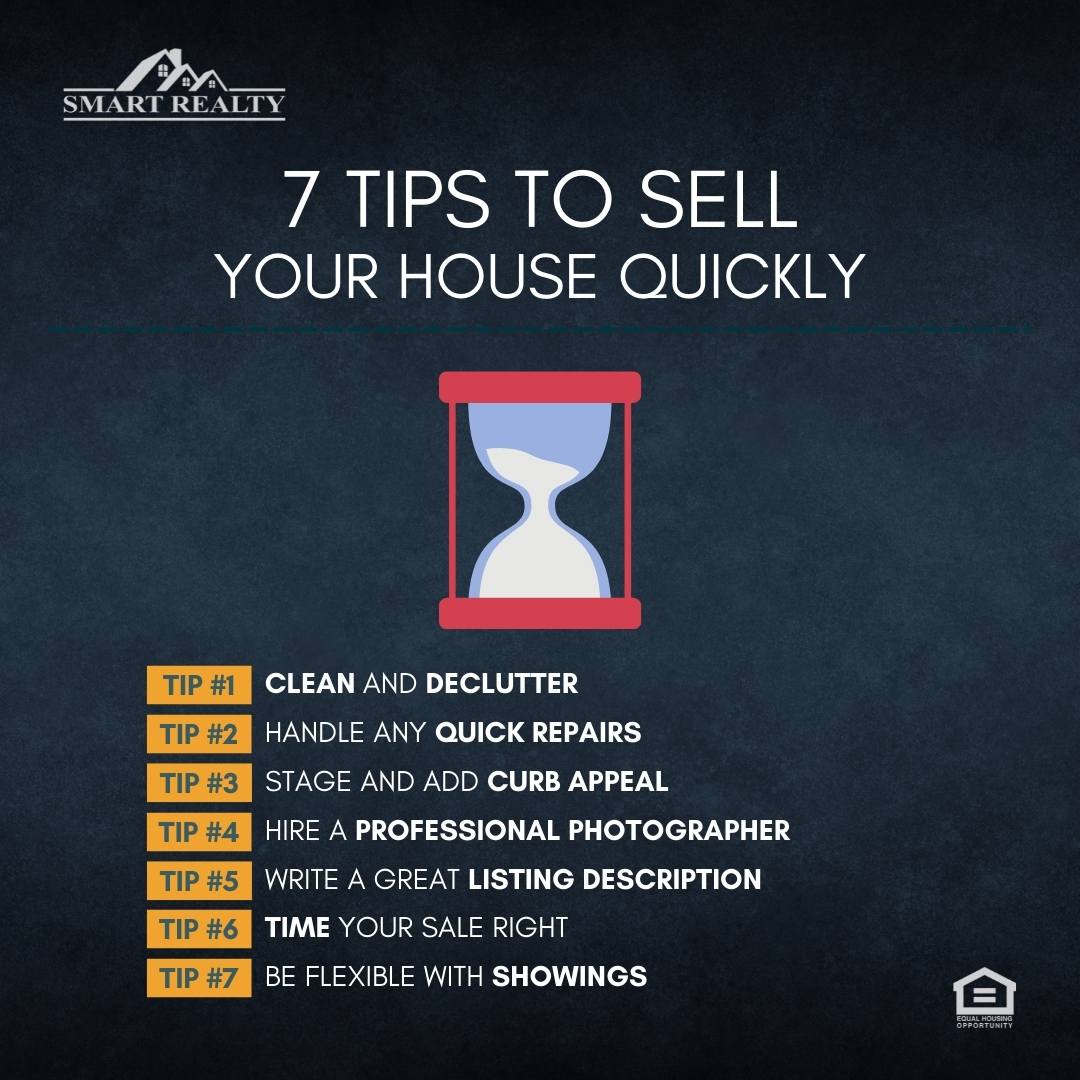 SMART REALTY
7 TIPS TO SELL
YOUR HOUSE QUICKLY
TIP #1 CLEAN AND DECLUTTER
TIP #2 HANDLE ANY QUICK REPAIRS
TIP #3 STAGE AND ADD CURB APPEAL
TIP #4 HIRE A PROFESSIONAL PHOTOGRAPHER
TIP #5 WRITE A GREAT LISTING DESCRIPTION
TIP #6 TIME YOUR SALE RIGHT
TIP #7 BE FLEXIBLE WITH SHOWINGS
EQUAL HOUSING
OPPORTUNITY